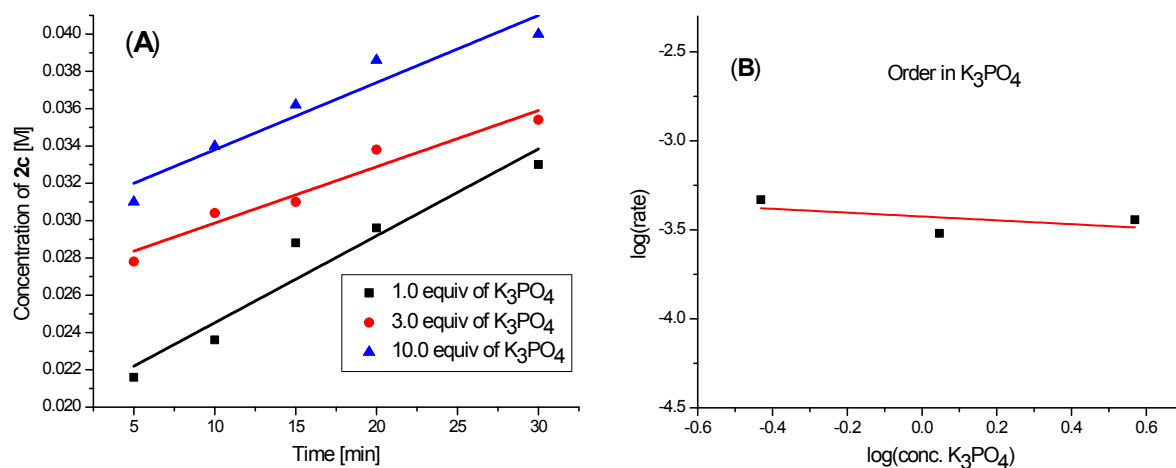 (A)
Concentration of 2c [M]
0.040
0.038
0.036
0.034
0.032
0.030
0.028
0.026
0.024
0.022
0.020
1.0 equiv of K₃PO₄
3.0 equiv of K₃PO₄
10.0 equiv of K₃PO₄
5 10 15 20 25 30
Time [min]
(B)
Order in K₃PO₄
log(rate)
-2.5
-3.0
-3.5
-4.0
-4.5
-0.6 -0.4 -0.2 0.0 0.2 0.4 0.6
log(conc. K₃PO₄)